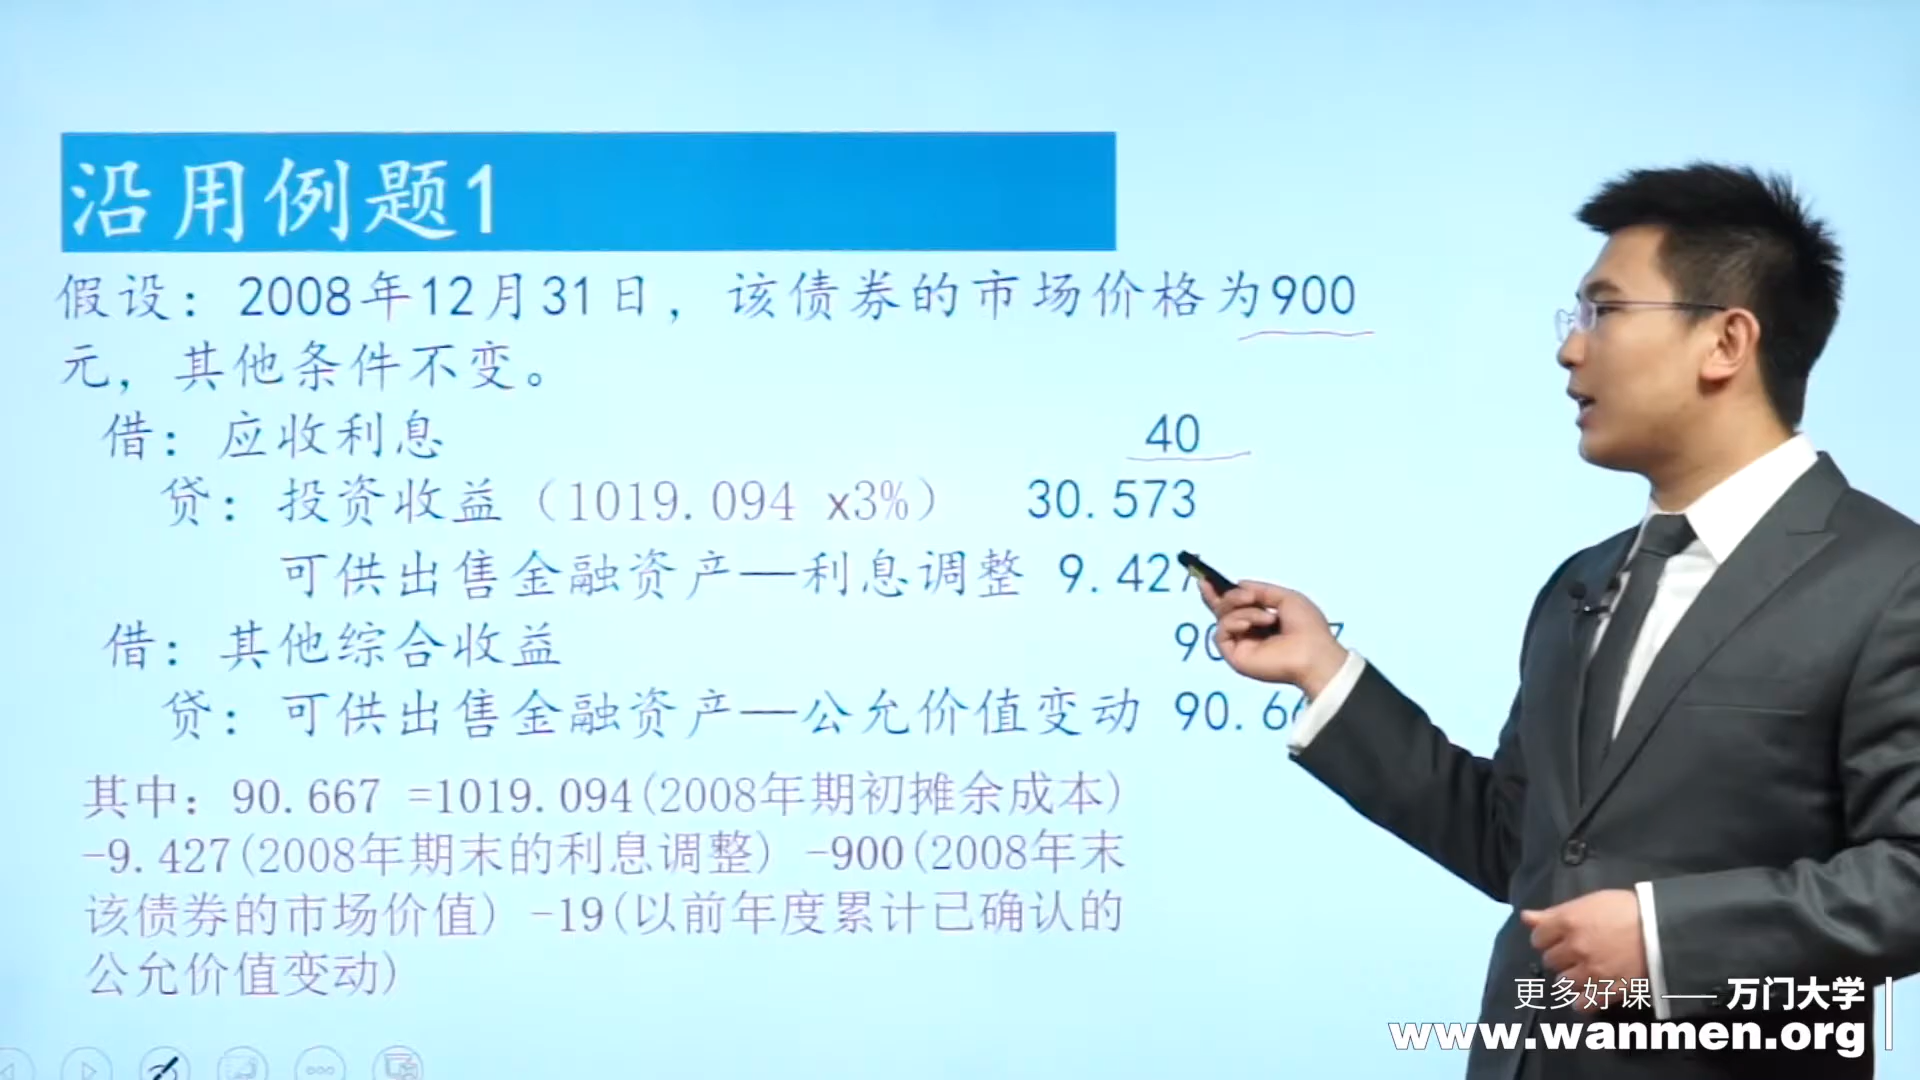 沿用例题1
假设：2008年12月31日，该债券的市场价格为900
元，其他条件不变。
借：应收利息 40
贷：投资收益（1019.094 x3%） 30.573
可供出售金融资产—利息调整 9.427
借：其他综合收益
贷：可供出售金融资产—公允价值变动
其中：90.667 =1019.094(2008年期初摊余成本)
-9.427(2008年期末的利息调整) -900(2008年末
该债券的市场价值) -19(以前年度累计已确认的
公允价值变动)
更多好课 —— 万门大学
www.wanmen.org